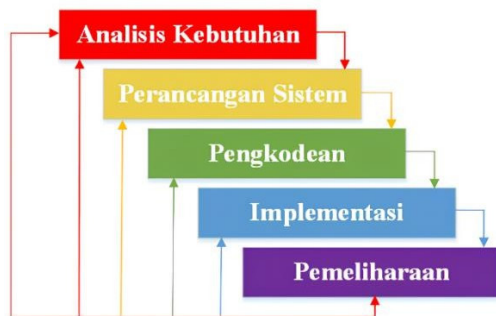 Analisis Kebutuhan
Perancangan Sistem
Pengkodean
Implementasi
Pemeliharaan